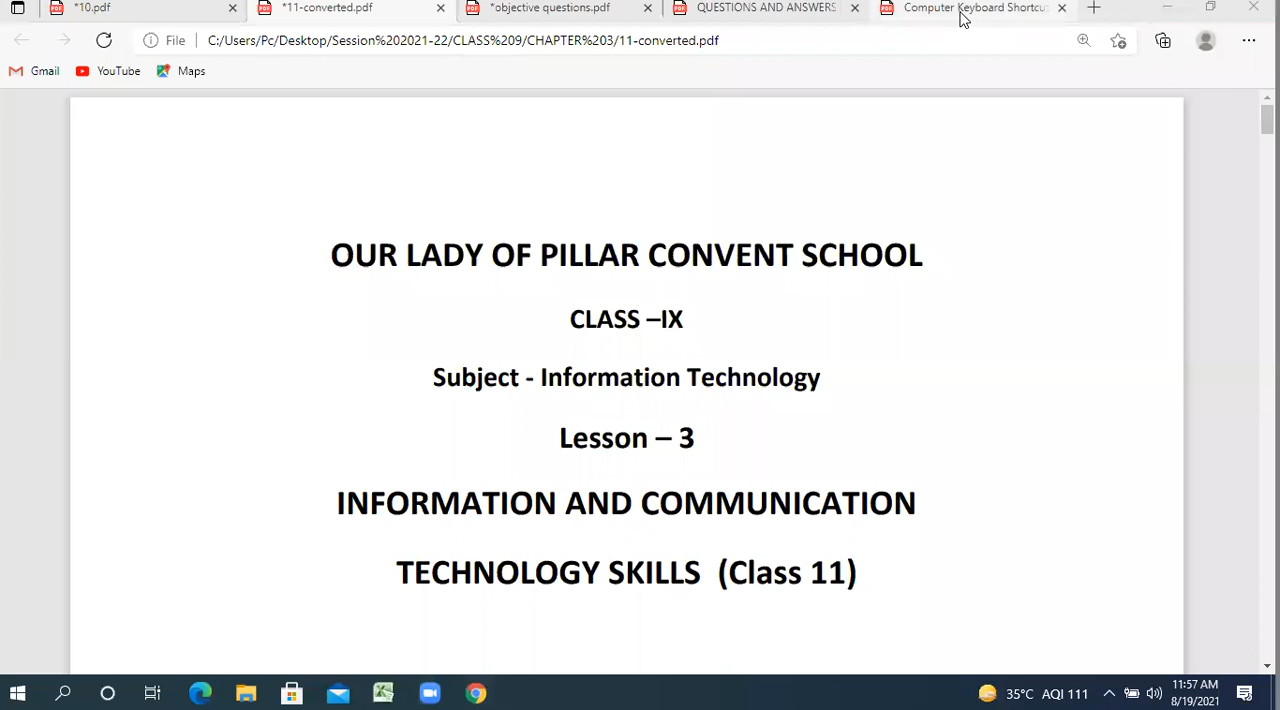 *10.pdf
*11-converted.pdf
*objective questions.pdf
QUESTIONS AND ANSWERS
Computer Keyboard Shortcu
File
C:/Users/Pc/Desktop/Session%202021-22/CLASS%209/CHAPTER%203/11-converted.pdf
Gmail
YouTube
Maps
OUR LADY OF PILLAR CONVENT SCHOOL
CLASS –IX
Subject - Information Technology
Lesson – 3
INFORMATION AND COMMUNICATION
TECHNOLOGY SKILLS (Class 11)
35°C AQI 111
11:57 AM
8/19/2021